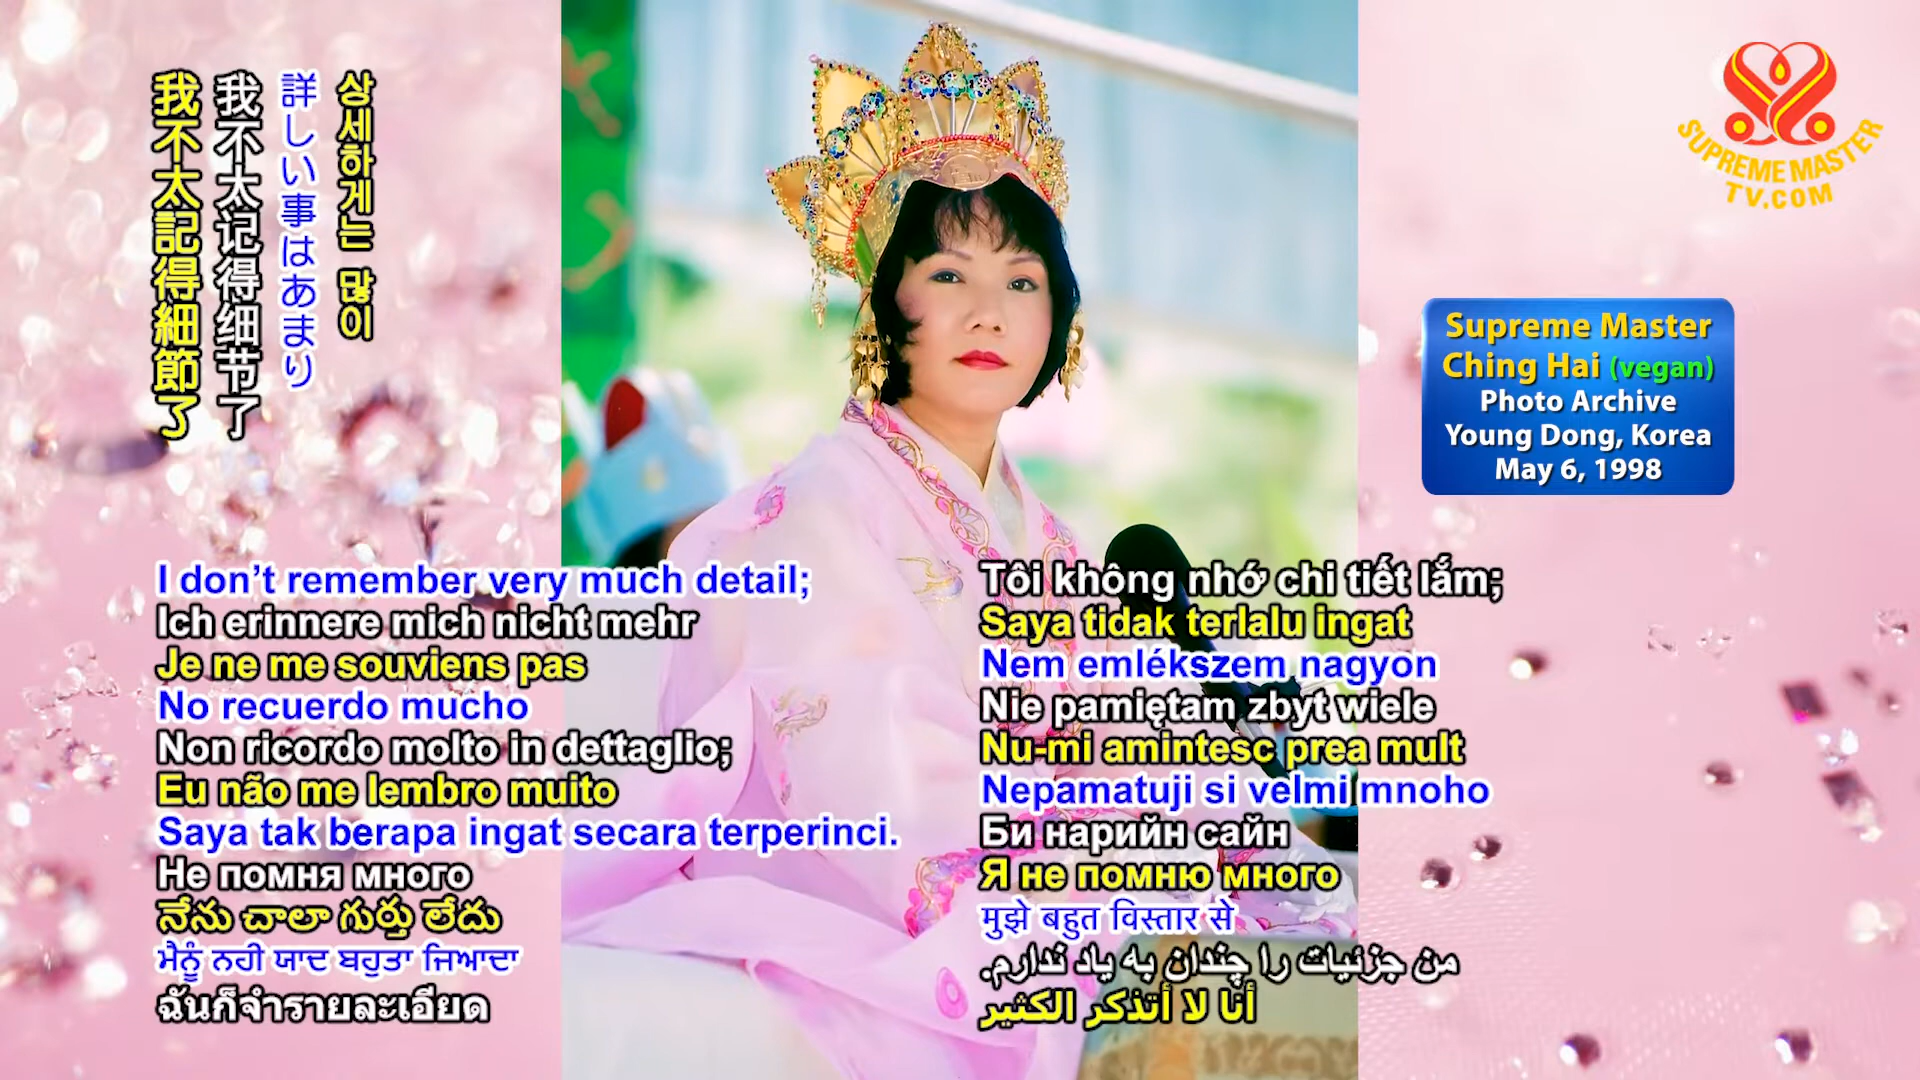 我不太記得細節了
我不太记得细节了
詳しい事はあまり
상세하게는 많이
SUPREME MASTER
TV.COM
Supreme Master
Ching Hai (vegan)
Photo Archive
Young Dong, Korea
May 6, 1998
I don’t remember very much detail;
Ich erinnere mich nicht mehr
Je ne me souviens pas
No recuerdo mucho
Non ricordo molto in dettaglio;
Eu não me lembro muito
Saya tak berapa ingat secara terperinci.
Не помня много
నేను చాలా గుర్తు లేదు
ਮੈਨੂੰ ਨਹੀ ਯਾਦ ਬਹੁਤਾ ਜਿਆਦਾ
ฉันก็จำรายละเอียด
Tôi không nhớ chi tiết lắm;
Saya tidak terlalu ingat
Nem emlékszem nagyon
Nie pamiętam zbyt wiele
Nu-mi amintesc prea mult
Nepamatuji si velmi mnoho
Би нарийн сайн
Я не помню много
मुझे बहुत विस्तार से
من جزئیات را چندان به یاد ندارم.
أنا لا أتذكر الكثير